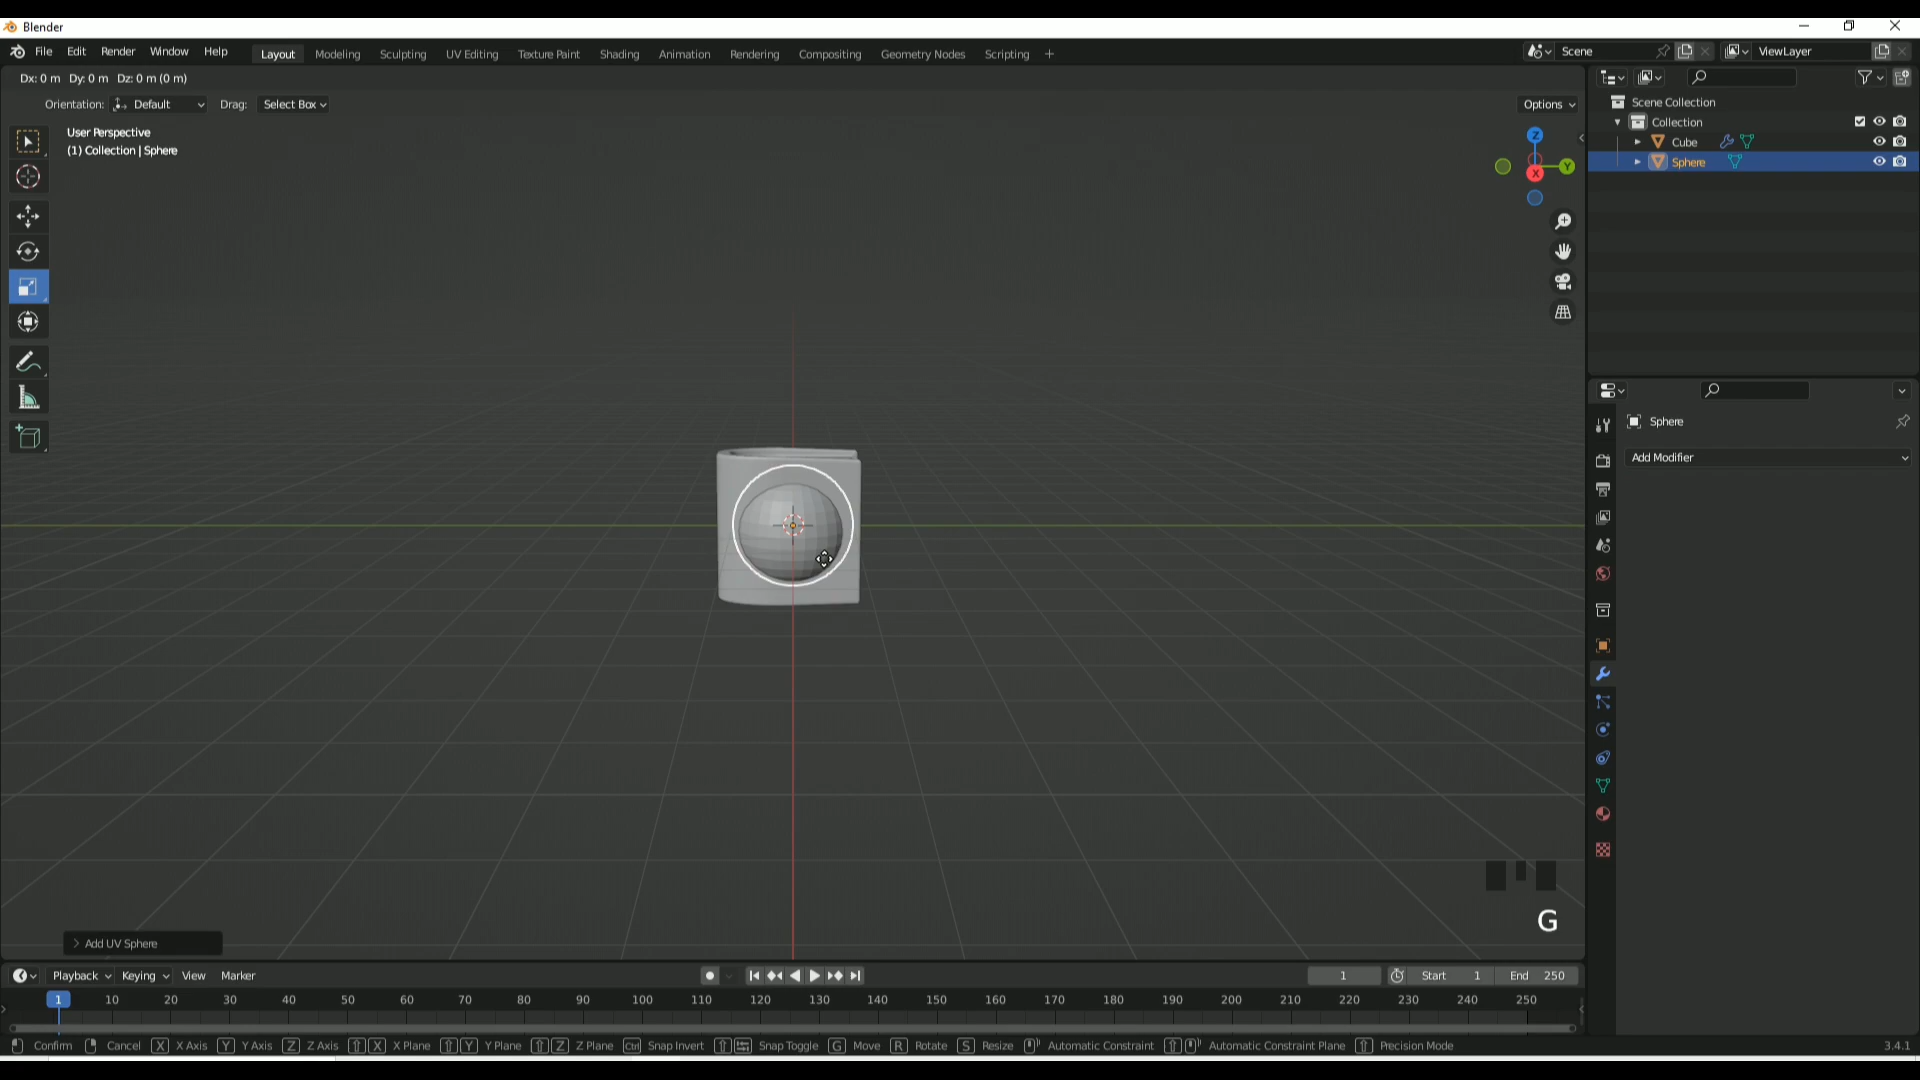 Blender
File Edit Render Window Help Layout Modeling Sculpting UV Editing Texture Paint Shading Animation Rendering Compositing Geometry Nodes Scripting + Scene ViewLayer
Dx: 0 m Dy: 0 m Dz: 0 m (0 m)
Orientation: Default Drag: Select Box Options
User Perspective
(1) Collection | Sphere
Z
Y
X
Scene Collection
Collection
Cube
Sphere
Sphere
Add Modifier
G
Add UV Sphere
Playback Keying View Marker 1 Start 1 End 250
1 10 20 30 40 50 60 70 80 90 100 110 120 130 140 150 160 170 180 190 200 210 220 230 240 250
Confirm Cancel X X Axis Y Y Axis Z Z Axis X X Plane Y Y Plane Z Z Plane Ctrl Snap Invert Snap Toggle G Move R Rotate S Resize Automatic Constraint Automatic Constraint Plane Precision Mode 3.4.1